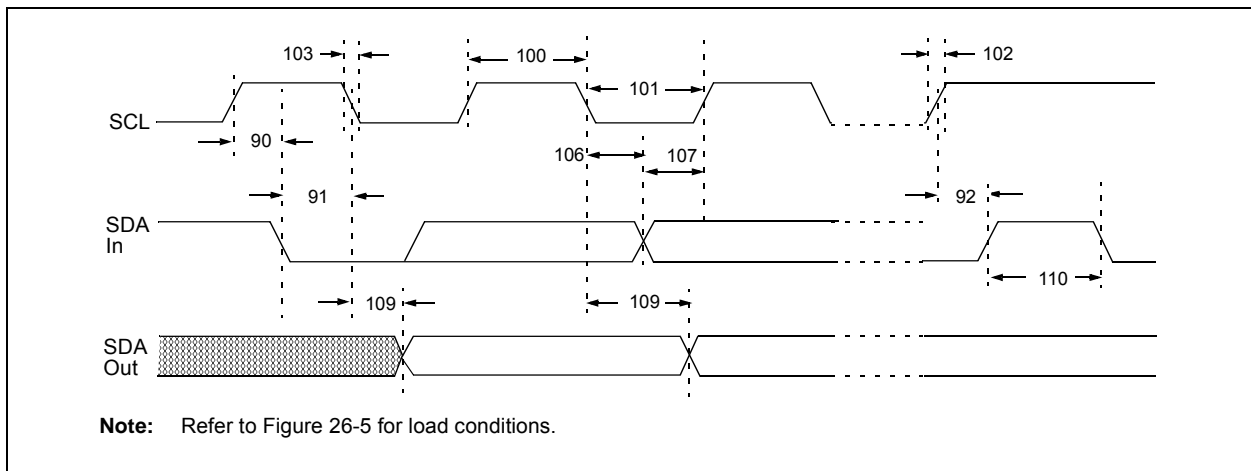 103 100 102
101
SCL
90 106 107
91 92
SDA
In
110
109 109
SDA
Out
Note: Refer to Figure 26-5 for load conditions.